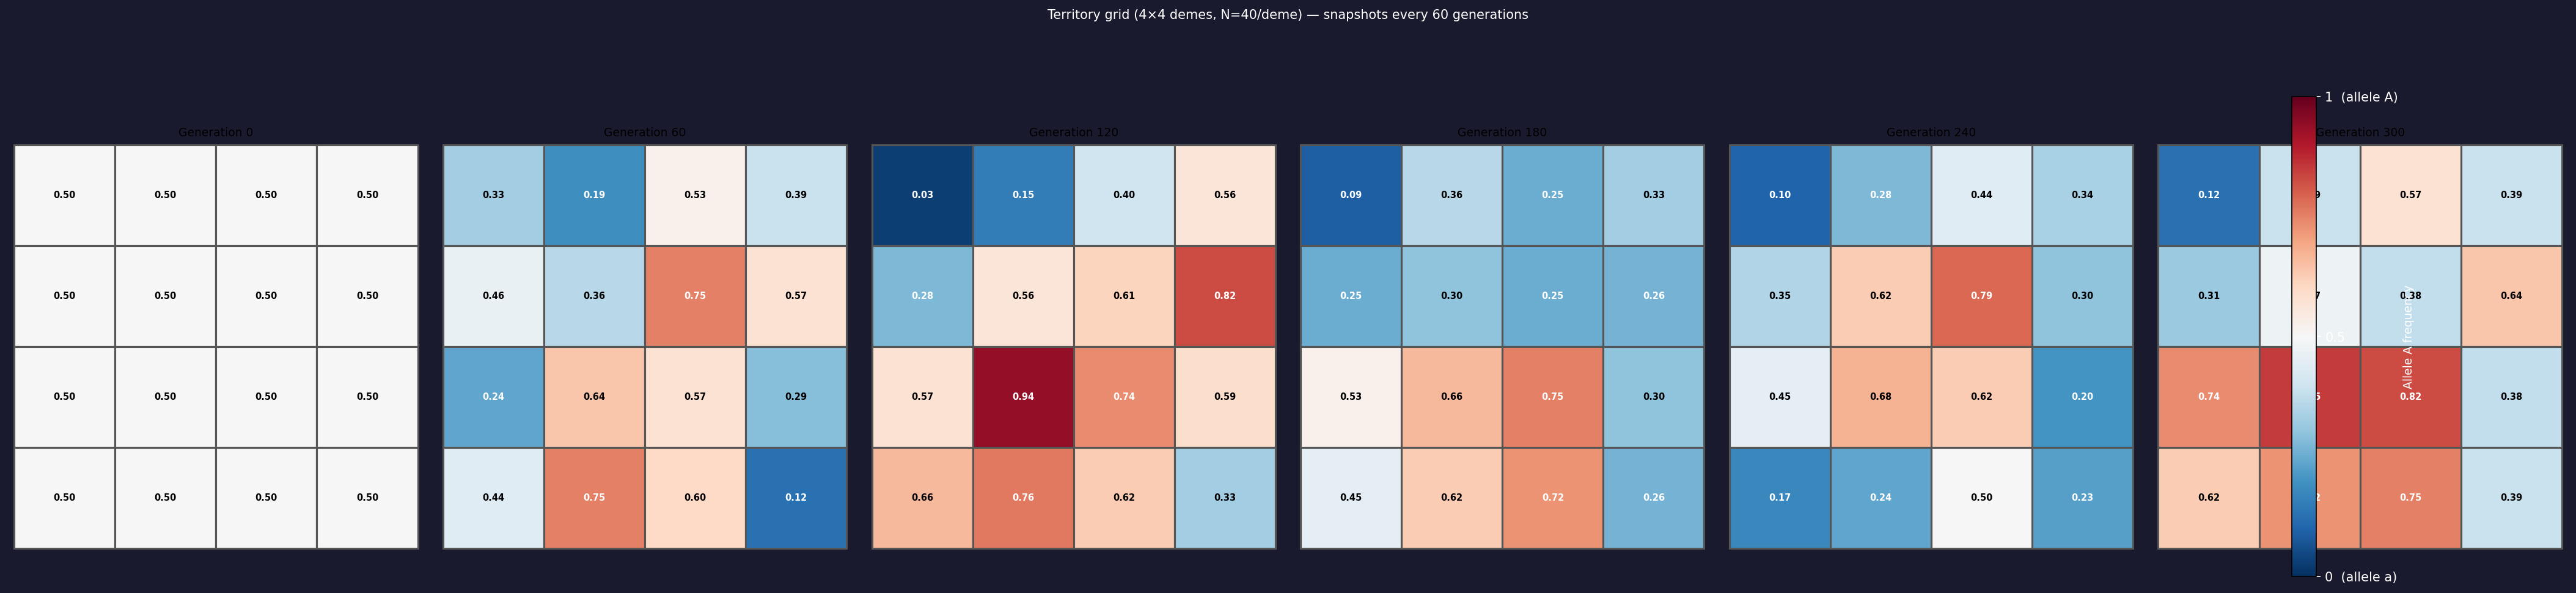 Territory grid (4×4 demes, N=40/deme) — snapshots every 60 generations
Generation 0
0.50 0.50 0.50 0.50
0.50 0.50 0.50 0.50
0.50 0.50 0.50 0.50
0.50 0.50 0.50 0.50
Generation 60
0.33 0.19 0.53 0.39
0.46 0.36 0.75 0.57
0.24 0.64 0.57 0.29
0.44 0.75 0.60 0.12
Generation 120
0.03 0.15 0.40 0.56
0.28 0.56 0.61 0.82
0.57 0.94 0.74 0.59
0.66 0.76 0.62 0.33
Generation 180
0.09 0.36 0.25 0.33
0.25 0.30 0.25 0.26
0.53 0.66 0.75 0.30
0.45 0.62 0.72 0.26
Generation 240
0.10 0.28 0.44 0.34
0.35 0.62 0.79 0.30
0.45 0.68 0.62 0.20
0.17 0.24 0.50 0.23
Generation 300
0.12 0.57 0.39
0.31 0.38 0.64
0.74 0.82 0.38
0.62 0.75 0.39
1 (allele A)
0.5
0 (allele a)
Allele A frequency